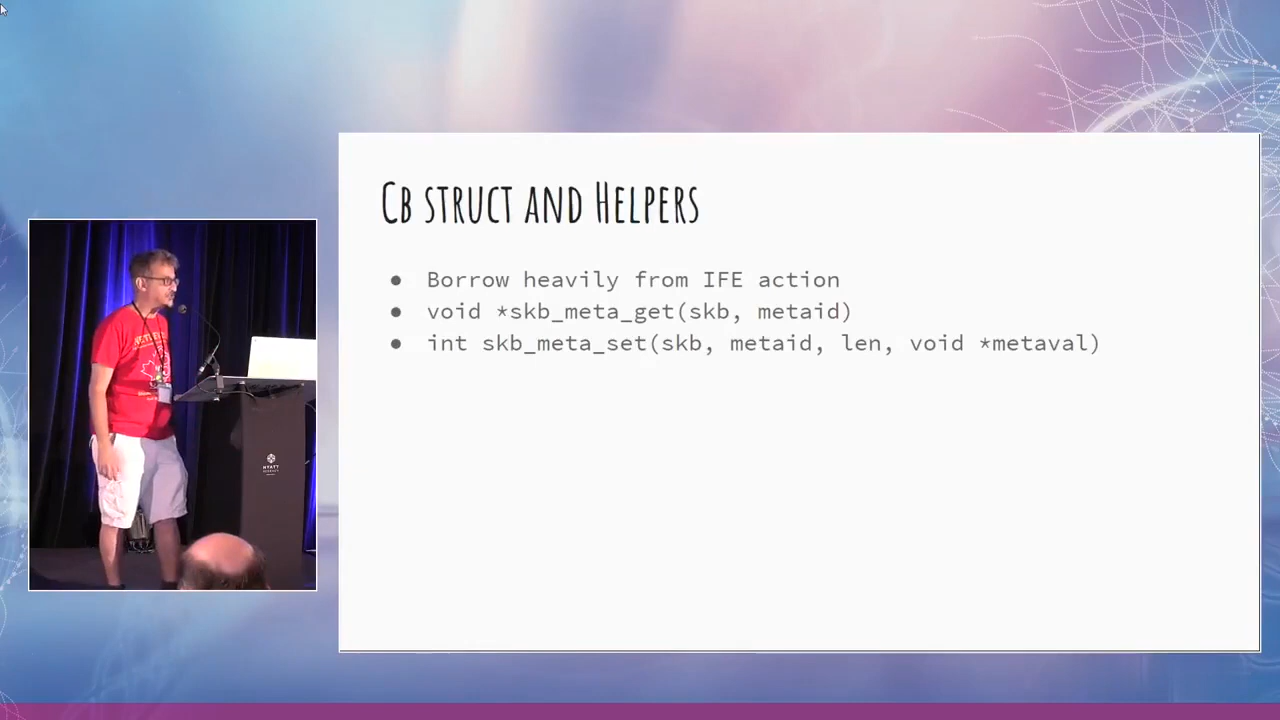 Cb struct and Helpers
● Borrow heavily from IFE action
● void *skb_meta_get(skb, metaid)
● int skb_meta_set(skb, metaid, len, void *metaval)
HYATT